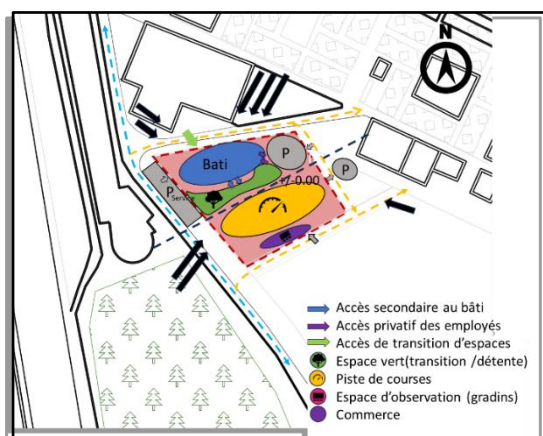 N
Bati
P
P
+/-0.00
P
Service
Accès secondaire au bâti
Accès privatif des employés
Accès de transition d'espaces
Espace vert(transition /détente)
Piste de courses
Espace d'observation (gradins)
Commerce